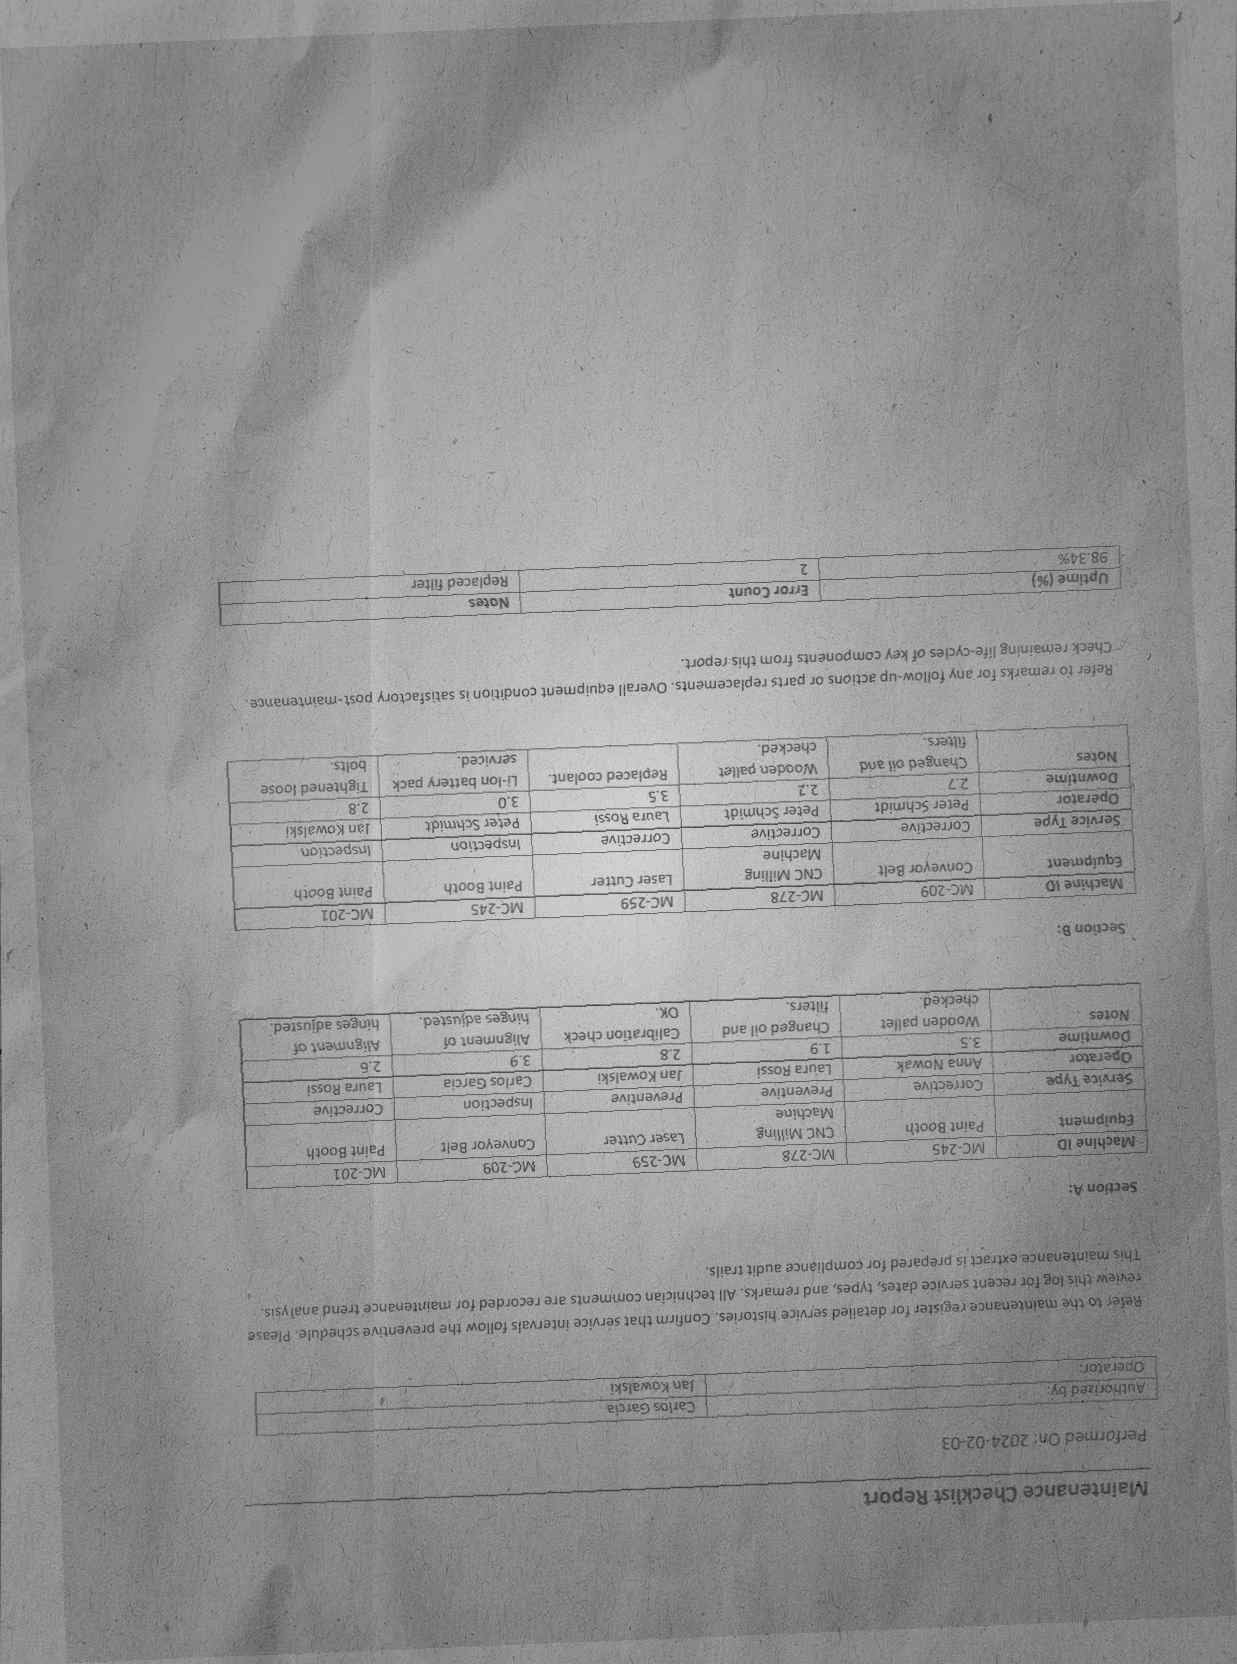 Maintenance Checklist Report
Performed On: 2024-02-03
Authorized by: Carlos Garcia
Operator: Jan Kowalski
Refer to the maintenance register for detailed service histories. Confirm that service intervals follow the preventive schedule. Please
review this log for recent service dates, types, and remarks. All technician comments are recorded for maintenance trend analysis.
This maintenance extract is prepared for compliance audit trails.
Section A:
Machine ID MC-245 MC-278 MC-259 MC-209 MC-201
Equipment Paint Booth CNC Milling Laser Cutter Conveyor Belt Paint Booth
Machine
Service Type Corrective Preventive Preventive Inspection Corrective
Operator Anna Nowak Laura Rossi Jan Kowalski Carlos Garcia Laura Rossi
Downtime 3.5 1.9 2.8 3.9 2.6
Notes Wooden pallet Changed oil and Calibration check Alignment of Alignment of
checked. filters. OK. hinges adjusted. hinges adjusted.
Section B:
Machine ID MC-209 MC-278 MC-259 MC-245 MC-201
Equipment Conveyor Belt CNC Milling Laser Cutter Paint Booth Paint Booth
Machine
Service Type Corrective Corrective Corrective Inspection Inspection
Operator Peter Schmidt Peter Schmidt Laura Rossi Peter Schmidt Jan Kowalski
Downtime 2.7 2.2 3.5 3.0 2.8
Notes Changed oil and Wooden pallet Replaced coolant. Li-Ion battery pack Tightened loose
filters. checked. serviced. bolts.
Refer to remarks for any follow-up actions or parts replacements. Overall equipment condition is satisfactory post-maintenance.
Check remaining life-cycles of key components from this report.
Uptime (%) Error Count Notes
98.34% 2 Replaced filter